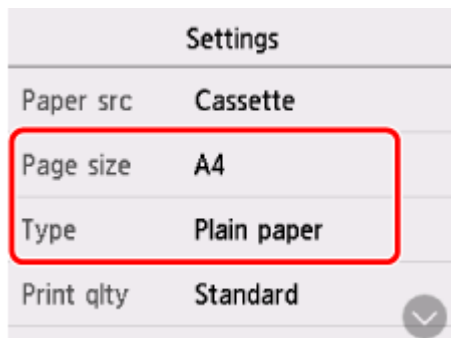 Settings
Paper src Cassette
Page size A4
Type Plain paper
Print qlty Standard